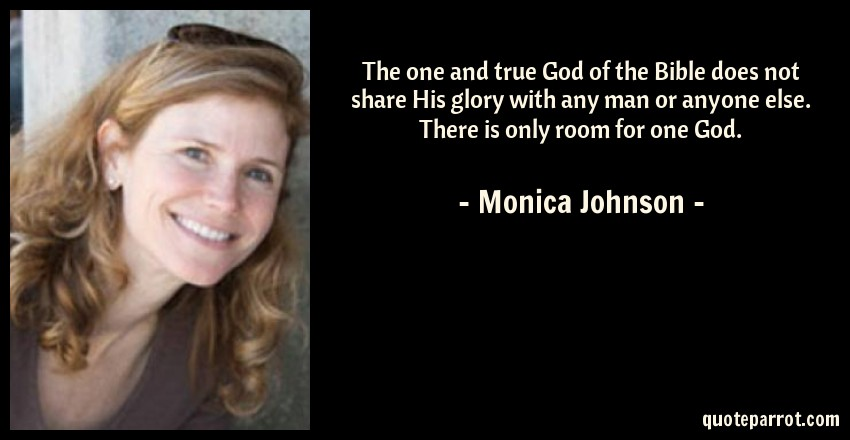 The one and true God of the Bible does not
share His glory with any man or anyone else.
There is only room for one God.
- Monica Johnson -
quoteparrot.com